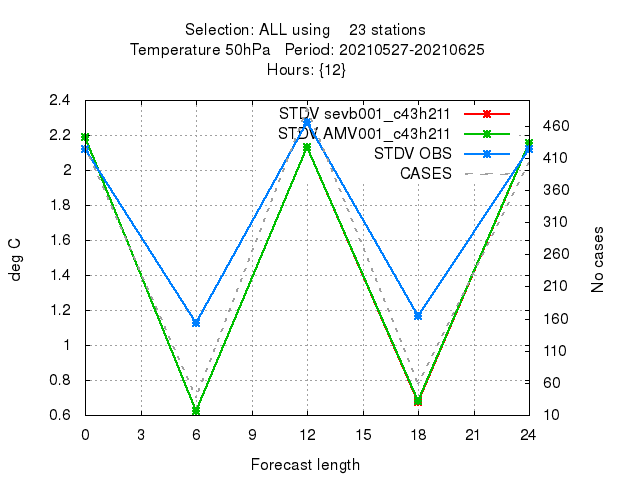 Selection: ALL using    23 stations
Temperature 50hPa   Period: 20210527-20210625
Hours: {12}
STDV sevb001_c43h211
STDV AMV001_c43h211
STDV OBS
CASES
2.4
2.2
2
1.8
1.6
1.4
1.2
1
0.8
0.6
deg C
460
410
360
310
260
210
160
110
60
10
No cases
0 3 6 9 12 15 18 21 24
Forecast length